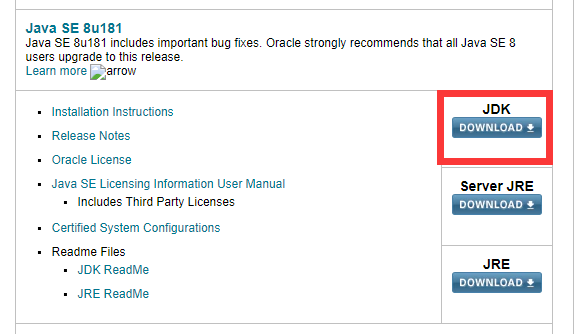 Java SE 8u181
Java SE 8u181 includes important bug fixes. Oracle strongly recommends that all Java SE 8
users upgrade to this release.
Learn more arrow
Installation Instructions
Release Notes
Oracle License
Java SE Licensing Information User Manual
Includes Third Party Licenses
Certified System Configurations
Readme Files
JDK ReadMe
JRE ReadMe
JDK
DOWNLOAD
Server JRE
DOWNLOAD
JRE
DOWNLOAD